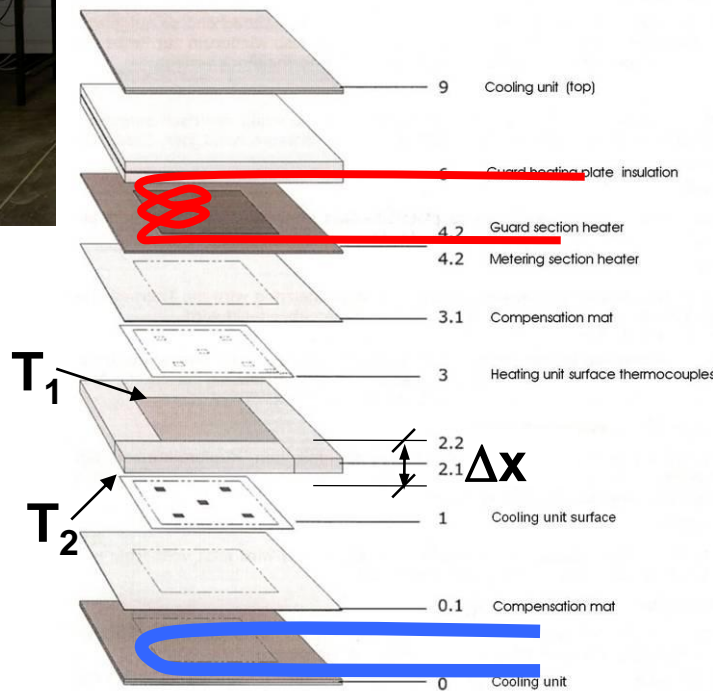 9 Cooling unit (top)
6 Guard heating plate insulation
4.2 Guard section heater
4.2 Metering section heater
3.1 Compensation mat
T1
3 Heating unit surface thermocouples
2.2
2.1 Δx
T2
1 Cooling unit surface
0.1 Compensation mat
0 Cooling unit